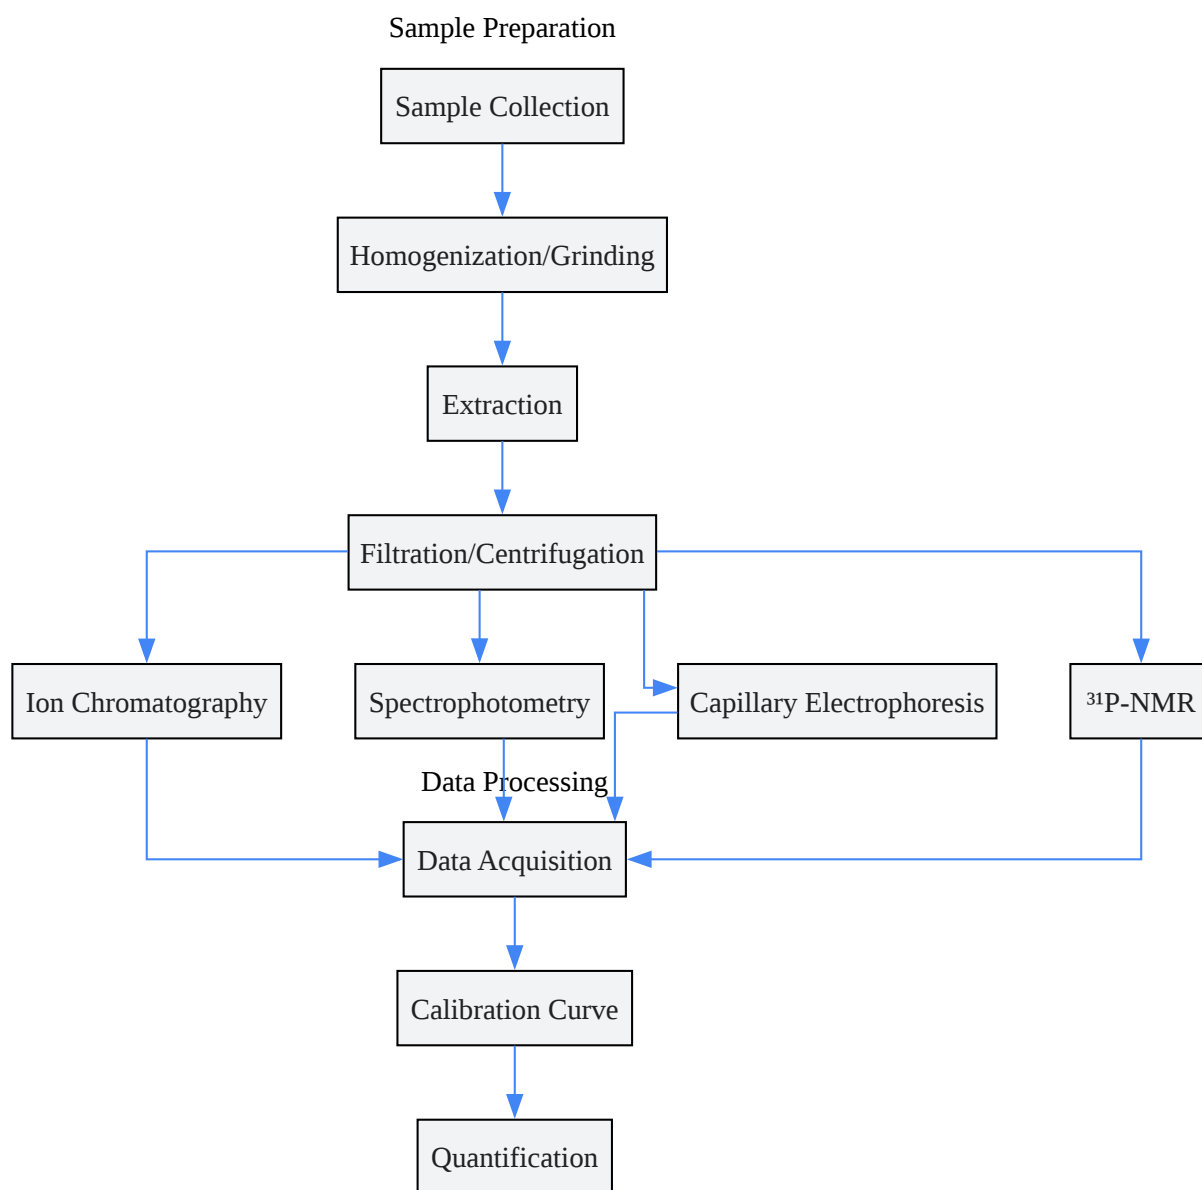 Sample Preparation
Sample Collection
Homogenization/Grinding
Extraction
Filtration/Centrifugation
Ion Chromatography
Spectrophotometry
Capillary Electrophoresis
³¹P-NMR
Data Processing
Data Acquisition
Calibration Curve
Quantification